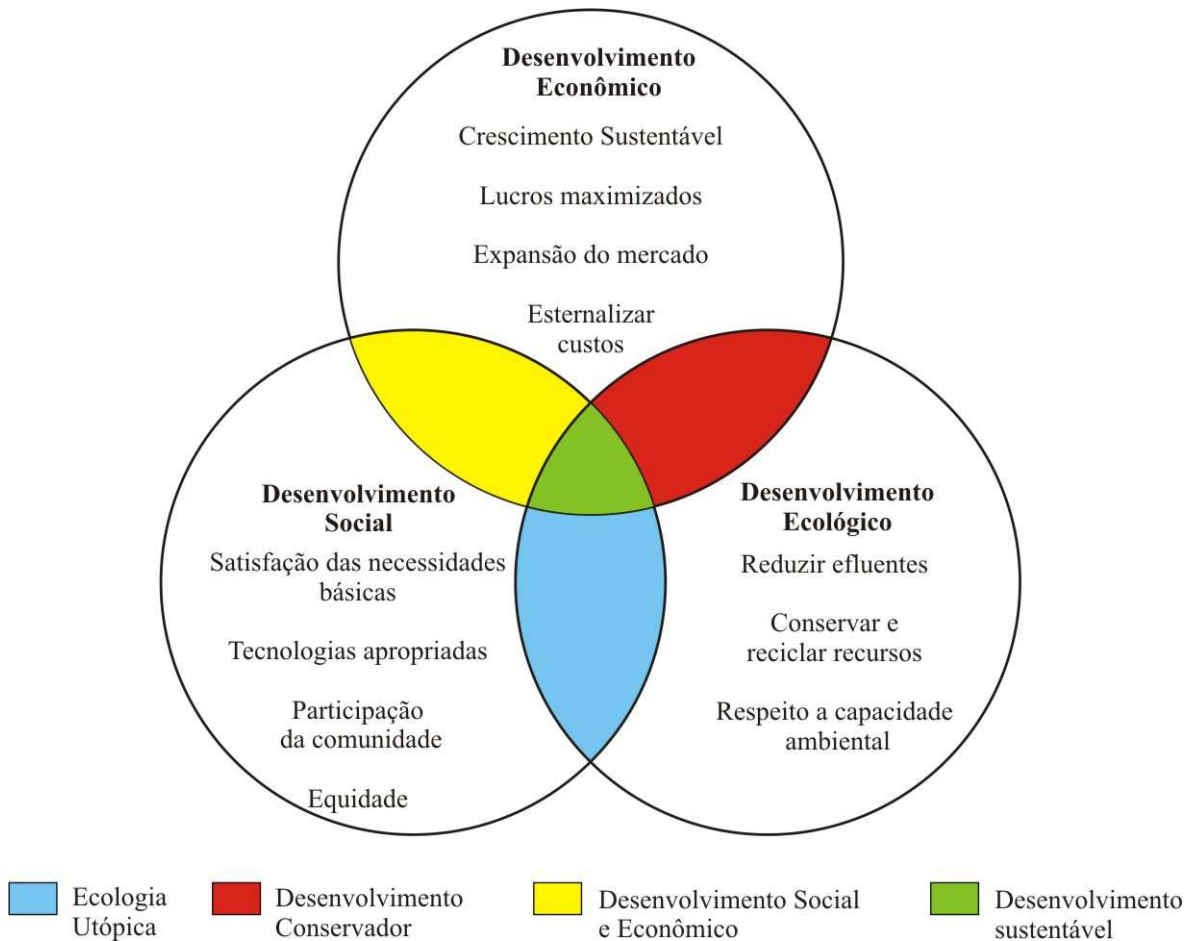 Desenvolvimento
Econômico
Crescimento Sustentável
Lucros maximizados
Expansão do mercado
Esternalizar
custos
Desenvolvimento
Social
Satisfação das necessidades
básicas
Tecnologias apropriadas
Participação
da comunidade
Equidade
Desenvolvimento
Ecológico
Reduzir efluentes
Conservar e
reciclar recursos
Respeito a capacidade
ambiental
Ecologia
Utópica
Desenvolvimento
Conservador
Desenvolvimento Social
e Econômico
Desenvolvimento
sustentável